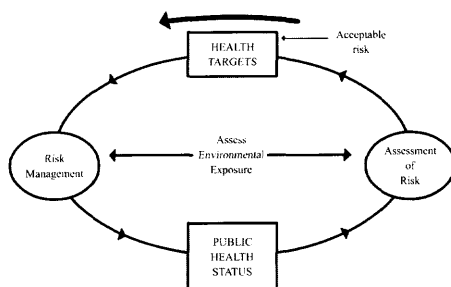 HEALTH
TARGETS
Acceptable
risk
Risk
Management
Assess
Environmental
Exposure
Assessment
of
Risk
PUBLIC
HEALTH
STATUS